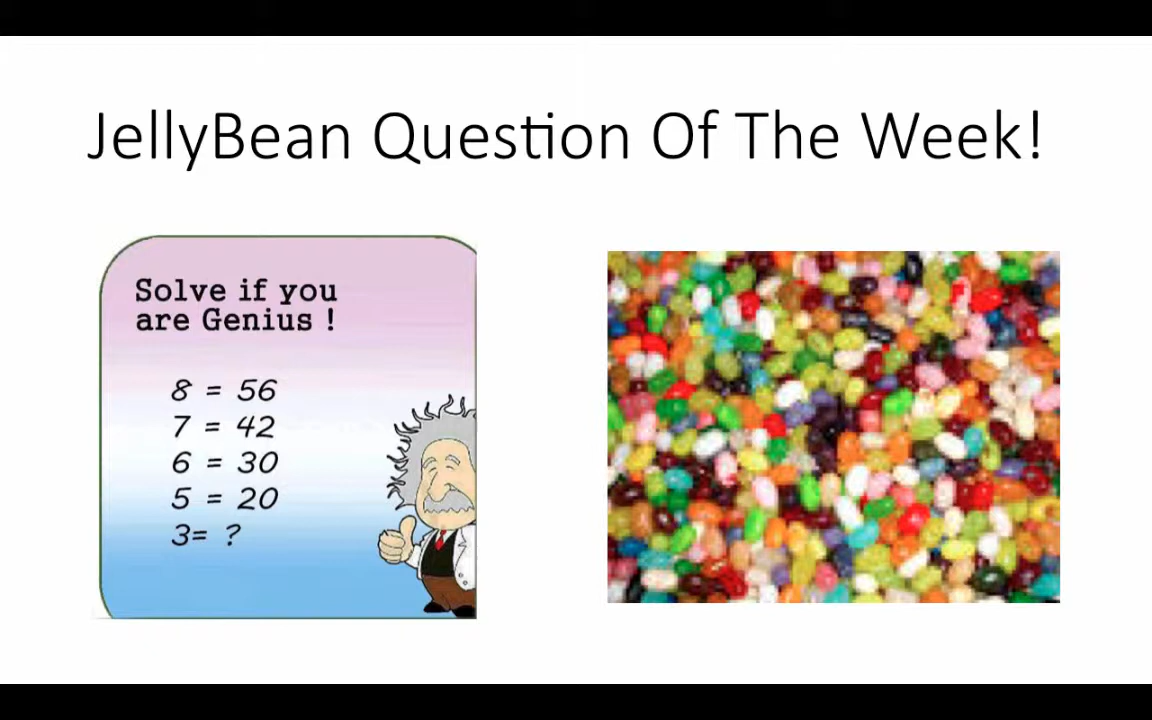 JellyBean Question Of The Week!
Solve if you
are Genius !
8 = 56
7 = 42
6 = 30
5 = 20
3= ?